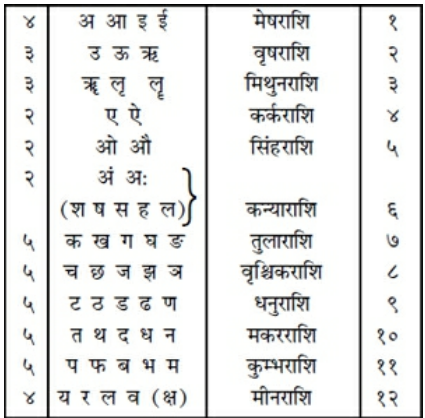 ४ अ आ इ ई मेषराशि १
३ उ ऊ ऋ वृषराशि २
३ ॠ लृ ॡ मिथुनराशि ३
२ ए ऐ कर्कराशि ४
२ ओ औ सिंहराशि ५
२ अं अः
(श ष स ह ल) कन्याराशि ६
५ क ख ग घ ङ तुलाराशि ७
५ च छ ज झ ञ वृश्चिकराशि ८
५ ट ठ ड ढ ण धनुराशि ९
५ त थ द ध न मकरराशि १०
५ प फ ब भ म कुम्भराशि ११
४ य र ल व (क्ष) मीनराशि १२